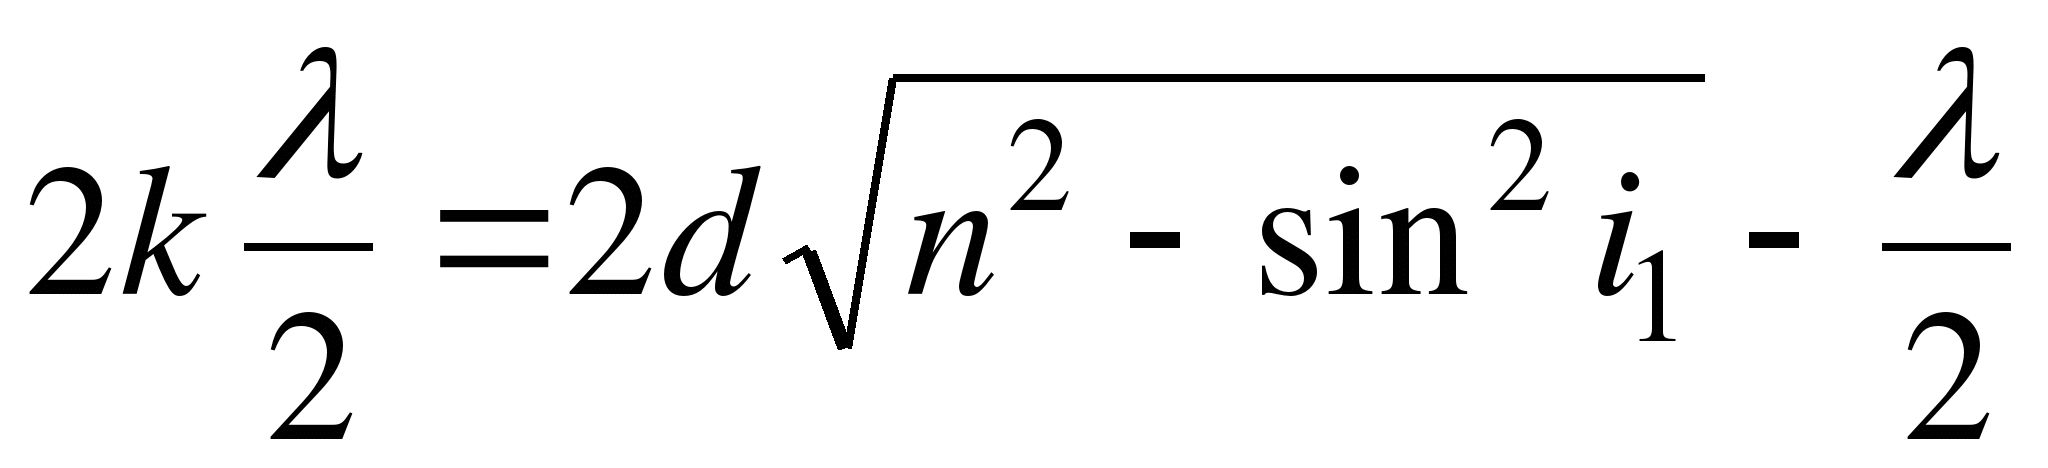 2k λ/2 = 2d √(n² - sin² i₁) - λ/2